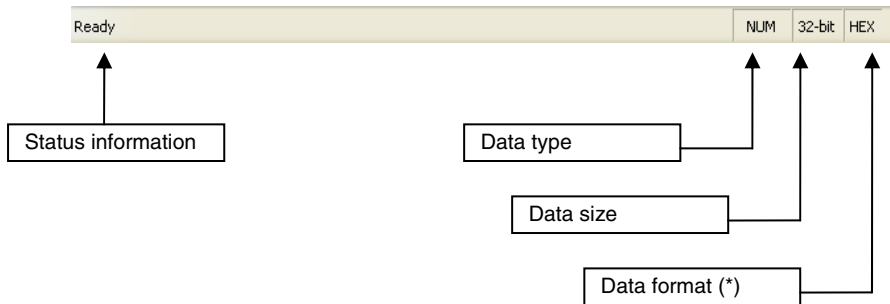 Ready NUM 32-bit HEX
Status information
Data type
Data size
Data format (*)